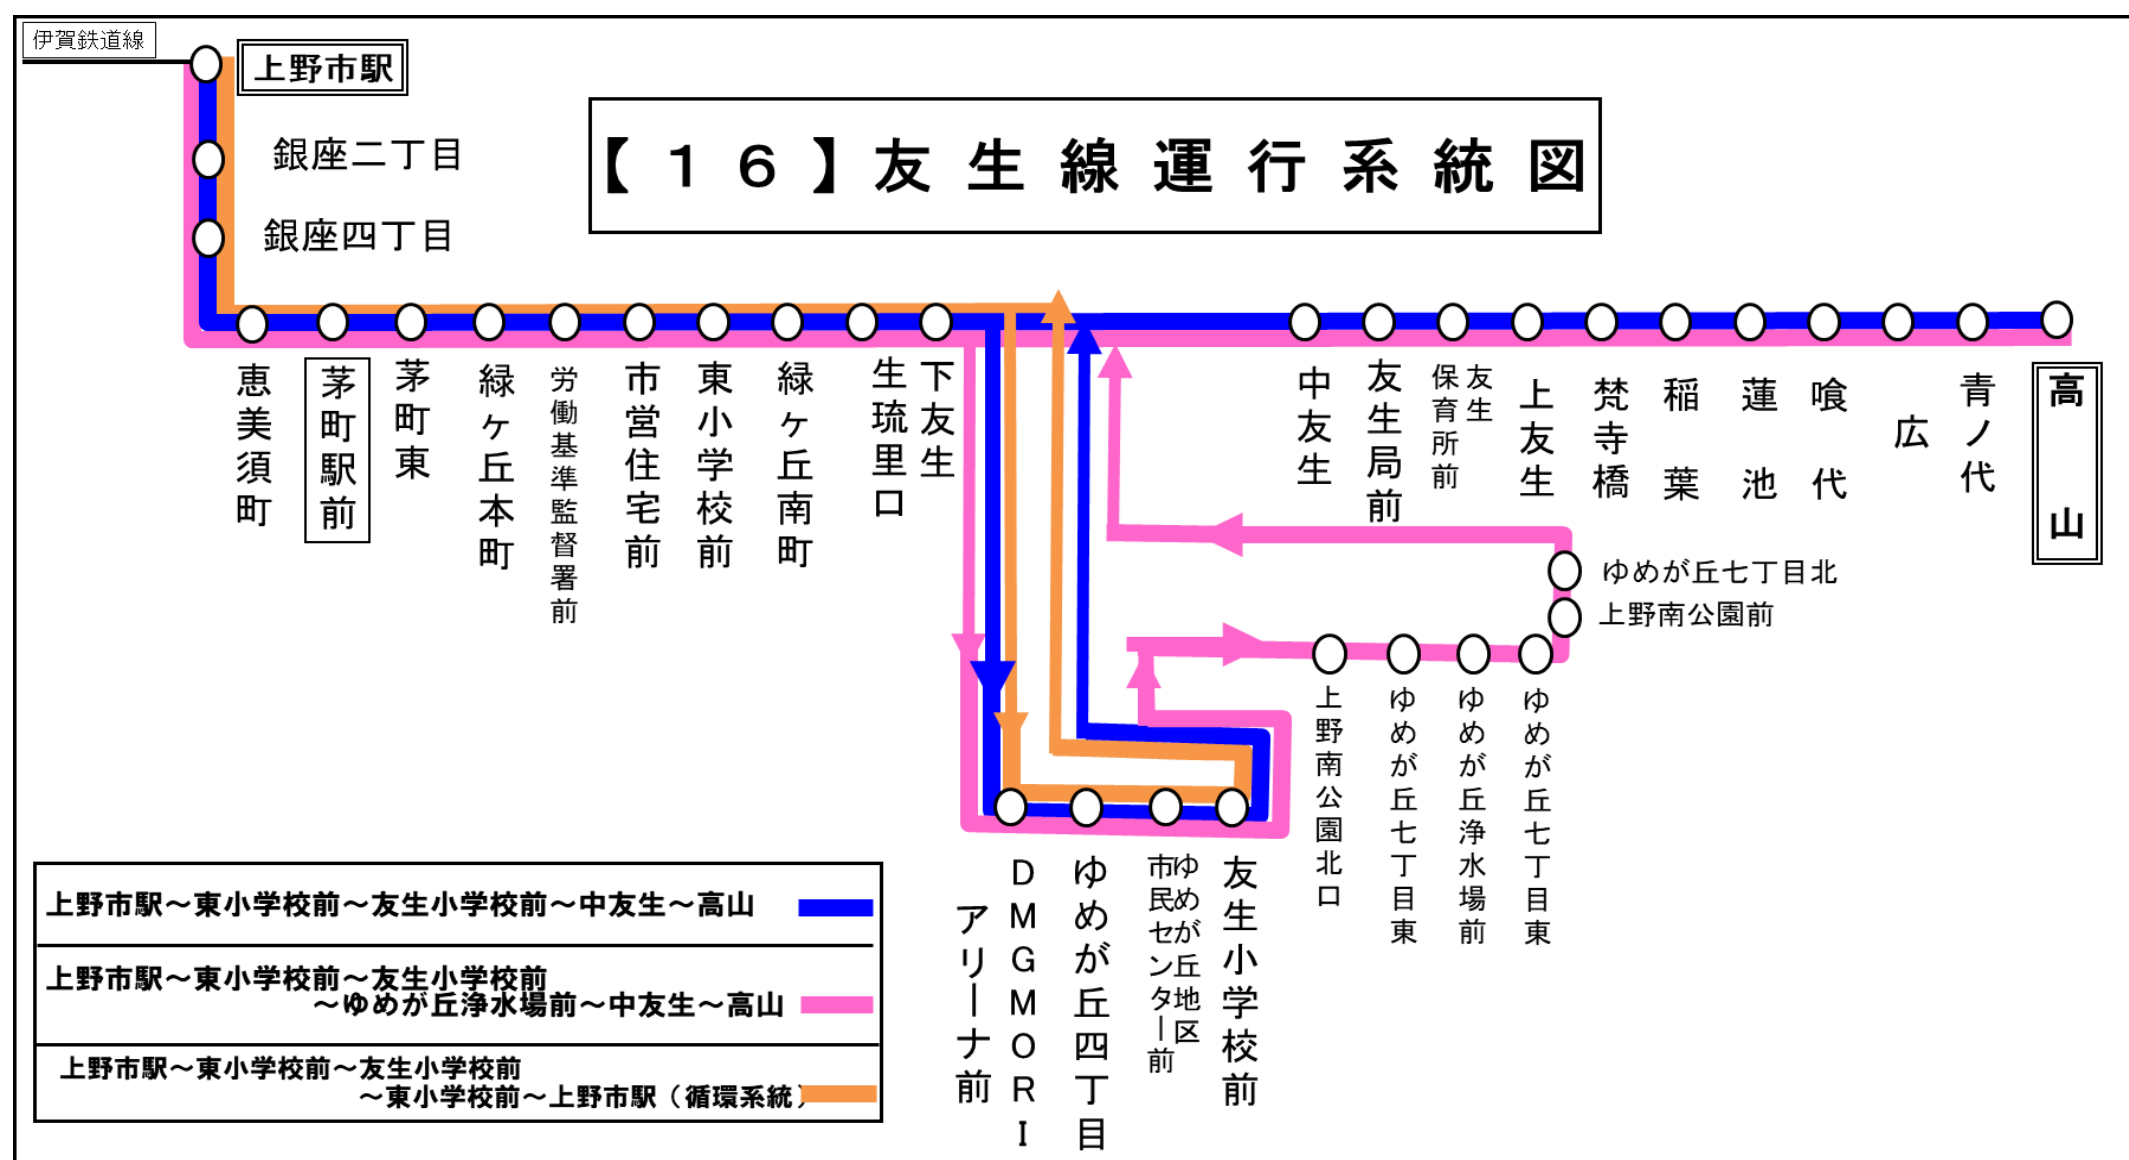 伊賀鉄道線
上野市駅
【１６】友生線運行系統図
銀座二丁目
銀座四丁目
恵美須町
茅町駅前
茅町東
緑ヶ丘本町
労働基準監督署前
市営住宅前
東小学校前
緑ヶ丘南町
生琉里口
下友生
中友生
友生局前
友生
保育所前
上友生
梵寺橋
稲葉
蓮池
喰代
広
青ノ代
高山
ゆめが丘七丁目北
上野南公園前
上野南公園北口
ゆめが丘七丁目東
ゆめが丘浄水場前
ゆめが丘七丁目東
ＤＭＧＭＯＲＩ
アリーナ前
ゆめが丘四丁目
ゆめが丘地区
市民センター前
友生小学校前
上野市駅～東小学校前～友生小学校前～中友生～高山
上野市駅～東小学校前～友生小学校前
～ゆめが丘浄水場前～中友生～高山
上野市駅～東小学校前～友生小学校前
～東小学校前～上野市駅（循環系統）